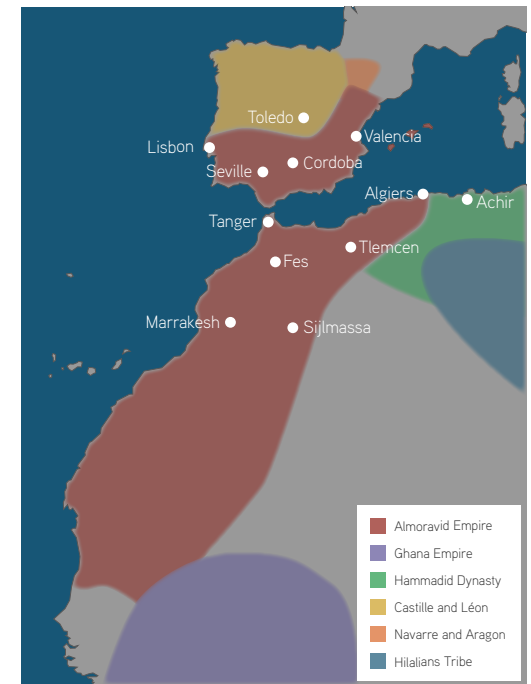 Toledo
Valencia
Lisbon
Cordoba
Seville
Algiers
Achir
Tanger
Tlemcen
Fes
Marrakesh
Sijlmassa
Almoravid Empire
Ghana Empire
Hammadid Dynasty
Castille and Léon
Navarre and Aragon
Hilalians Tribe